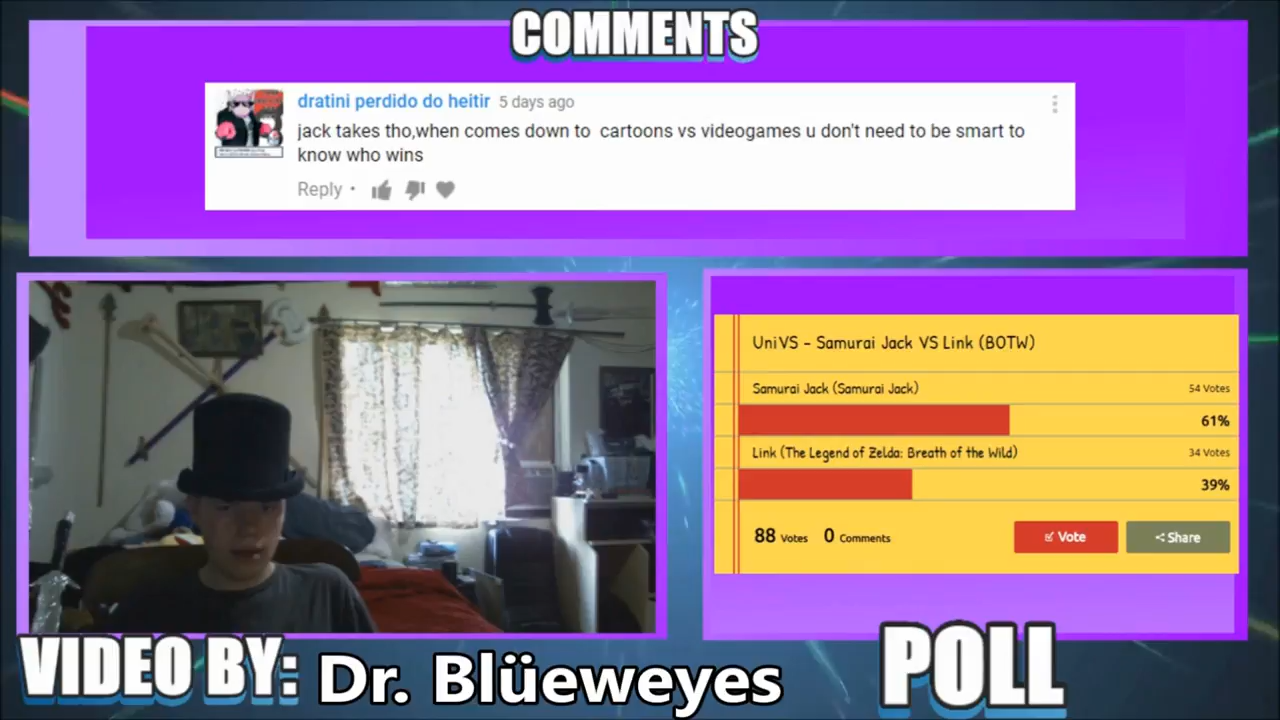 COMMENTS
dratini perdido do heitir 5 days ago
jack takes tho,when comes down to cartoons vs videogames u don't need to be smart to
know who wins
Reply •
UniVS - Samurai Jack VS Link (BOTW)
Samurai Jack (Samurai Jack) 54 Votes
61%
Link (The Legend of Zelda: Breath of the Wild) 34 Votes
39%
88 Votes 0 Comments Vote Share
VIDEO BY: Dr. Blüeweyes
POLL